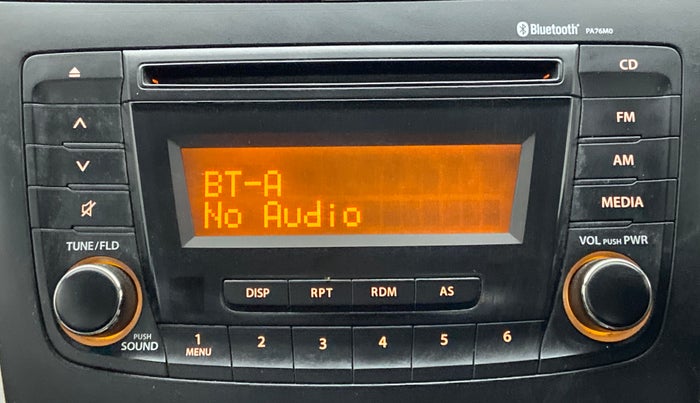 Bluetooth® PA76M0
CD
FM
AM
MEDIA
BT-A
No Audio
TUNE/FLD
VOL PUSH PWR
DISP RPT RDM AS
PUSH
SOUND
1 2 3 4 5 6
MENU